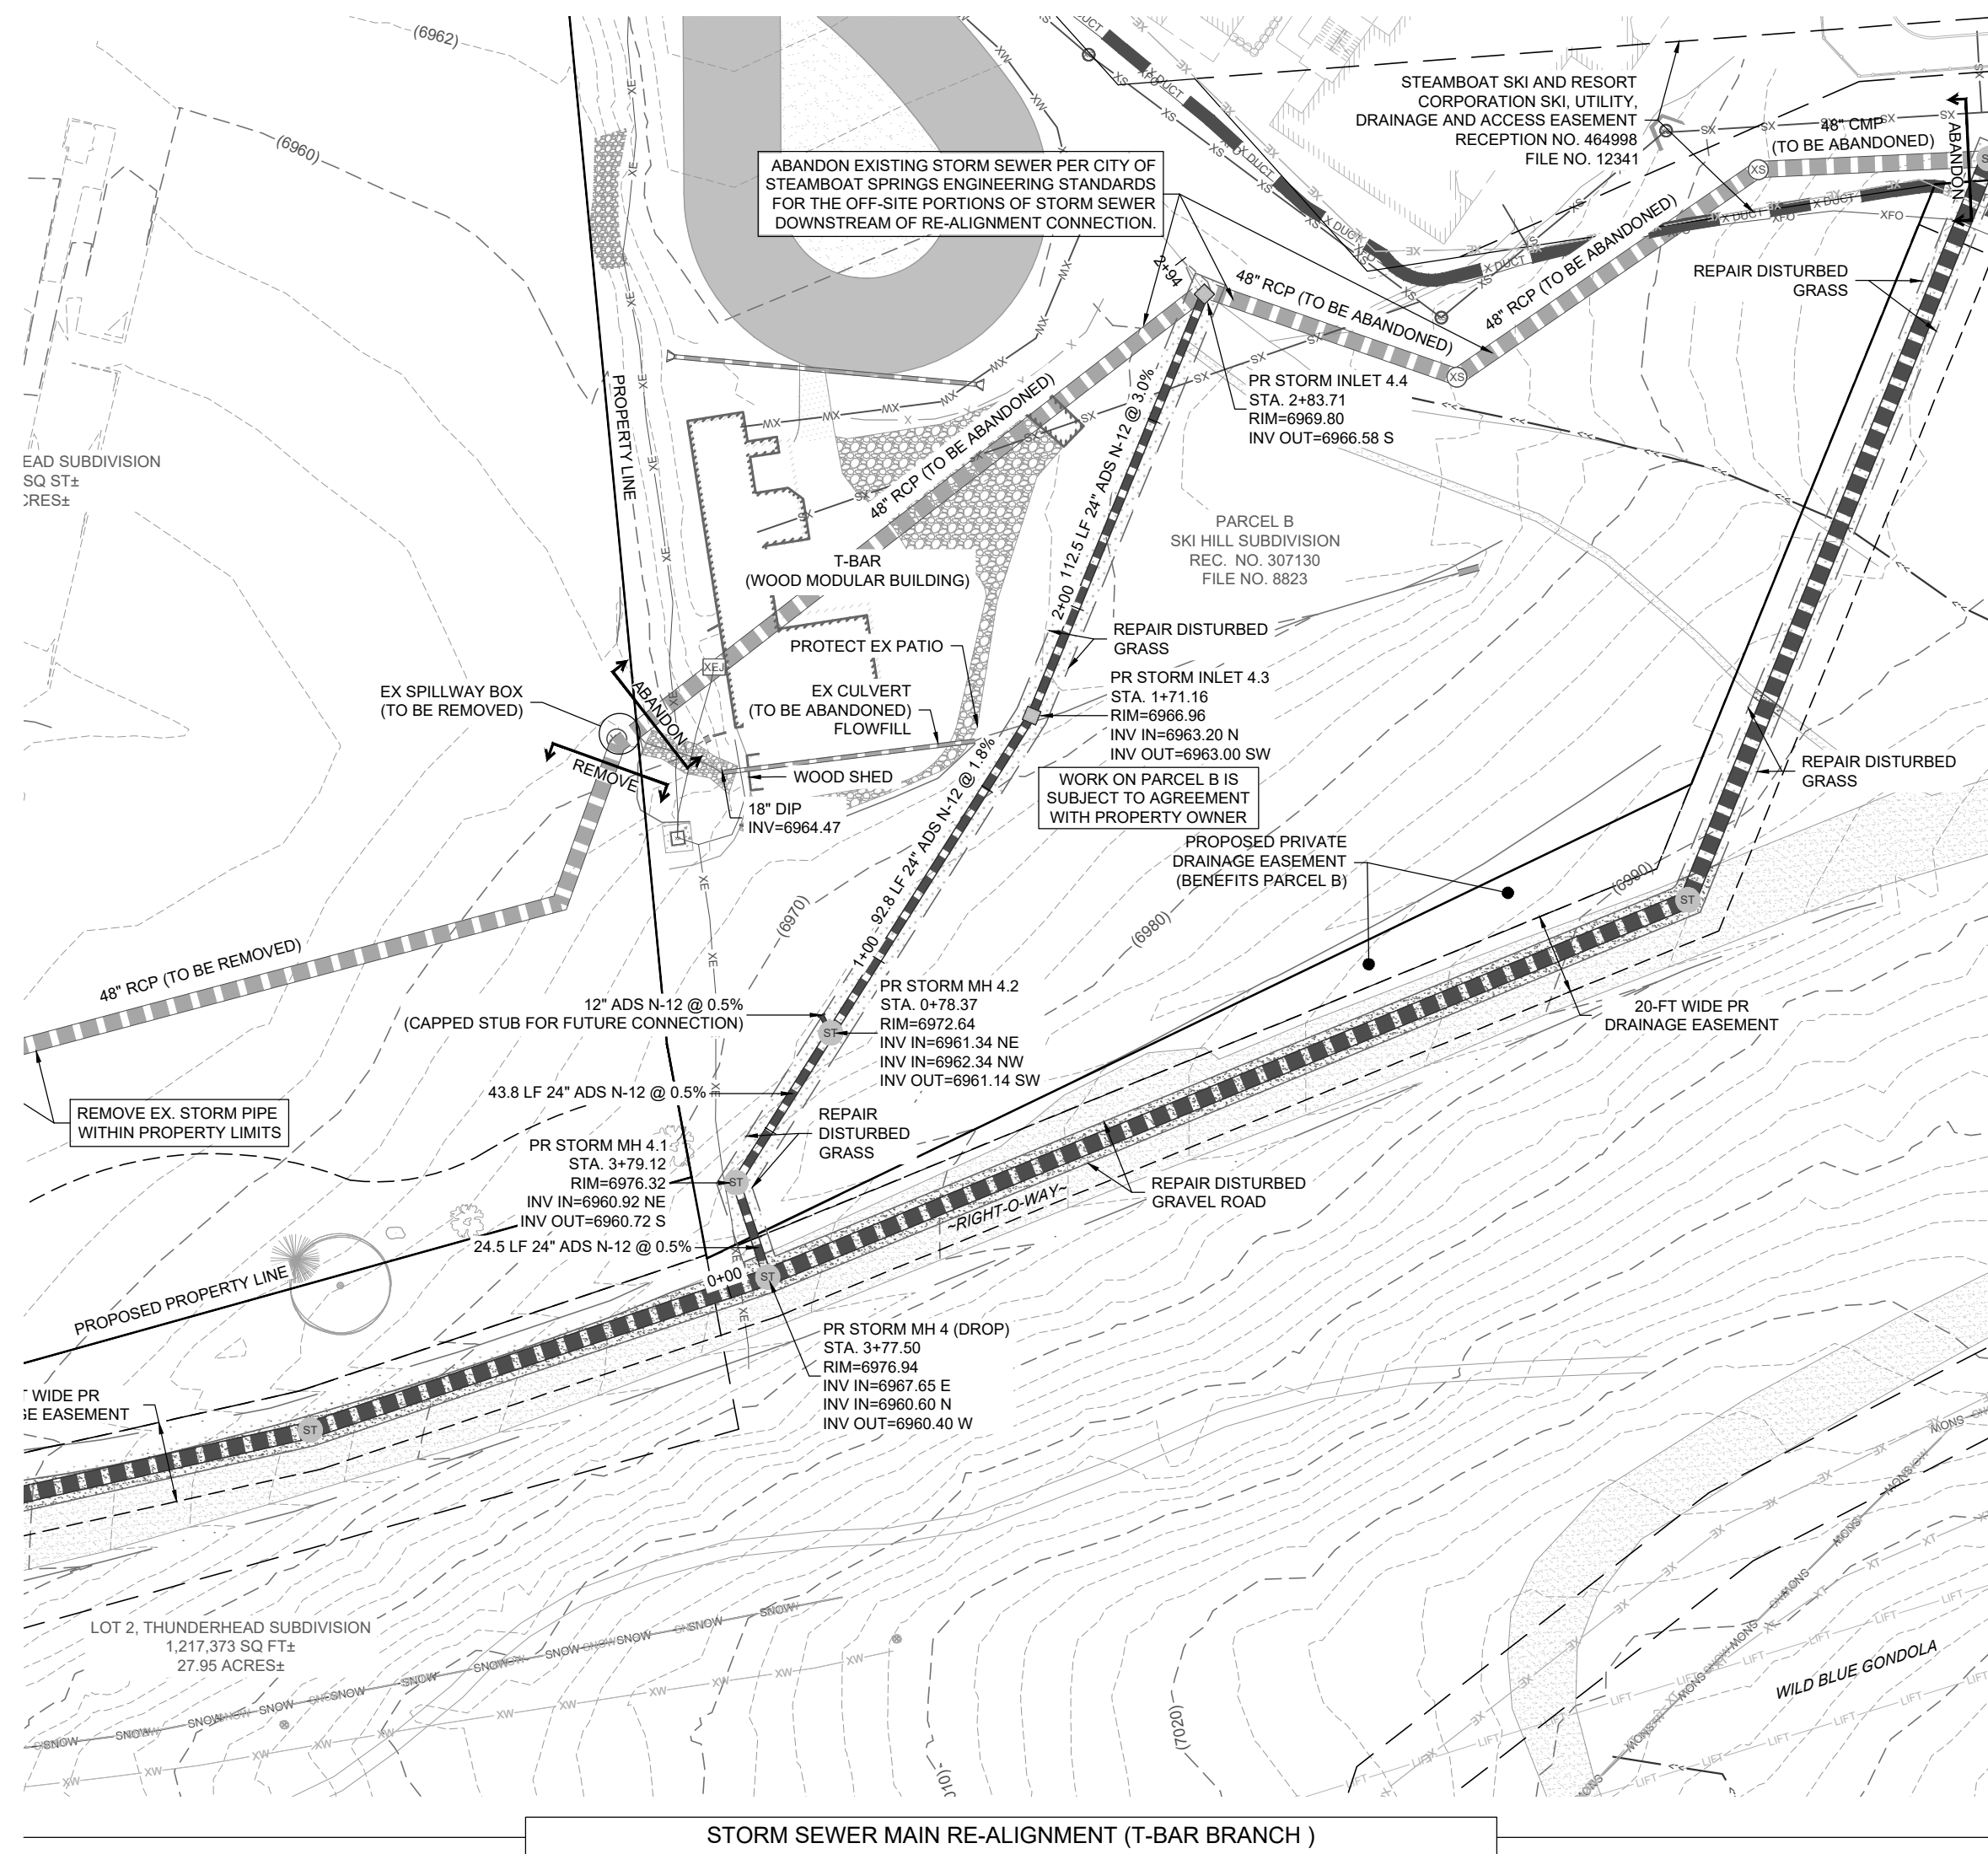 (6962)
(6960)
STEAMBOAT SKI AND RESORT
CORPORATION SKI, UTILITY,
DRAINAGE AND ACCESS EASEMENT
RECEPTION NO. 464998
FILE NO. 12341
48" CMP
(TO BE ABANDONED)
ABANDON
ABANDON EXISTING STORM SEWER PER CITY OF
STEAMBOAT SPRINGS ENGINEERING STANDARDS
FOR THE OFF-SITE PORTIONS OF STORM SEWER
DOWNSTREAM OF RE-ALIGNMENT CONNECTION.
2+94
48" RCP (TO BE ABANDONED)
48" RCP (TO BE ABANDONED)
REPAIR DISTURBED
GRASS
PROPERTY LINE
48" RCP (TO BE ABANDONED)
PR STORM INLET 4.4
STA. 2+83.71
RIM=6969.80
INV OUT=6966.58 S
112.5 LF 24" ADS N-12 @ 3.0%
2+00
EAD SUBDIVISION
SQ ST±
CRES±
PARCEL B
SKI HILL SUBDIVISION
REC. NO. 307130
FILE NO. 8823
T-BAR
(WOOD MODULAR BUILDING)
REPAIR DISTURBED
GRASS
PROTECT EX PATIO
EX SPILLWAY BOX
(TO BE REMOVED)
ABANDON
XEJ
EX CULVERT
(TO BE ABANDONED)
FLOWFILL
PR STORM INLET 4.3
STA. 1+71.16
RIM=6966.96
INV IN=6963.20 N
INV OUT=6963.00 SW
REMOVE
WOOD SHED
18" DIP
INV=6964.47
WORK ON PARCEL B IS
SUBJECT TO AGREEMENT
WITH PROPERTY OWNER
REPAIR DISTURBED
GRASS
92.8 LF 24" ADS N-12 @ 1.8%
1+00
PROPOSED PRIVATE
DRAINAGE EASEMENT
(BENEFITS PARCEL B)
(6970)
(6980)
(6990)
ST
48" RCP (TO BE REMOVED)
12" ADS N-12 @ 0.5%
(CAPPED STUB FOR FUTURE CONNECTION)
ST
PR STORM MH 4.2
STA. 0+78.37
RIM=6972.64
INV IN=6961.34 NE
INV IN=6962.34 NW
INV OUT=6961.14 SW
20-FT WIDE PR
DRAINAGE EASEMENT
43.8 LF 24" ADS N-12 @ 0.5%
REMOVE EX. STORM PIPE
WITHIN PROPERTY LIMITS
REPAIR
DISTURBED
GRASS
PR STORM MH 4.1
STA. 3+79.12
RIM=6976.32
INV IN=6960.92 NE
INV OUT=6960.72 S
ST
REPAIR DISTURBED
GRAVEL ROAD
~RIGHT-O-WAY~
24.5 LF 24" ADS N-12 @ 0.5%
0+00
ST
PROPOSED PROPERTY LINE
PR STORM MH 4 (DROP)
STA. 3+77.50
RIM=6976.94
INV IN=6967.65 E
INV IN=6960.60 N
INV OUT=6960.40 W
T WIDE PR
GE EASEMENT
ST
LOT 2, THUNDERHEAD SUBDIVISION
1,217,373 SQ FT±
27.95 ACRES±
(7020)
WILD BLUE GONDOLA
STORM SEWER MAIN RE-ALIGNMENT (T-BAR BRANCH )